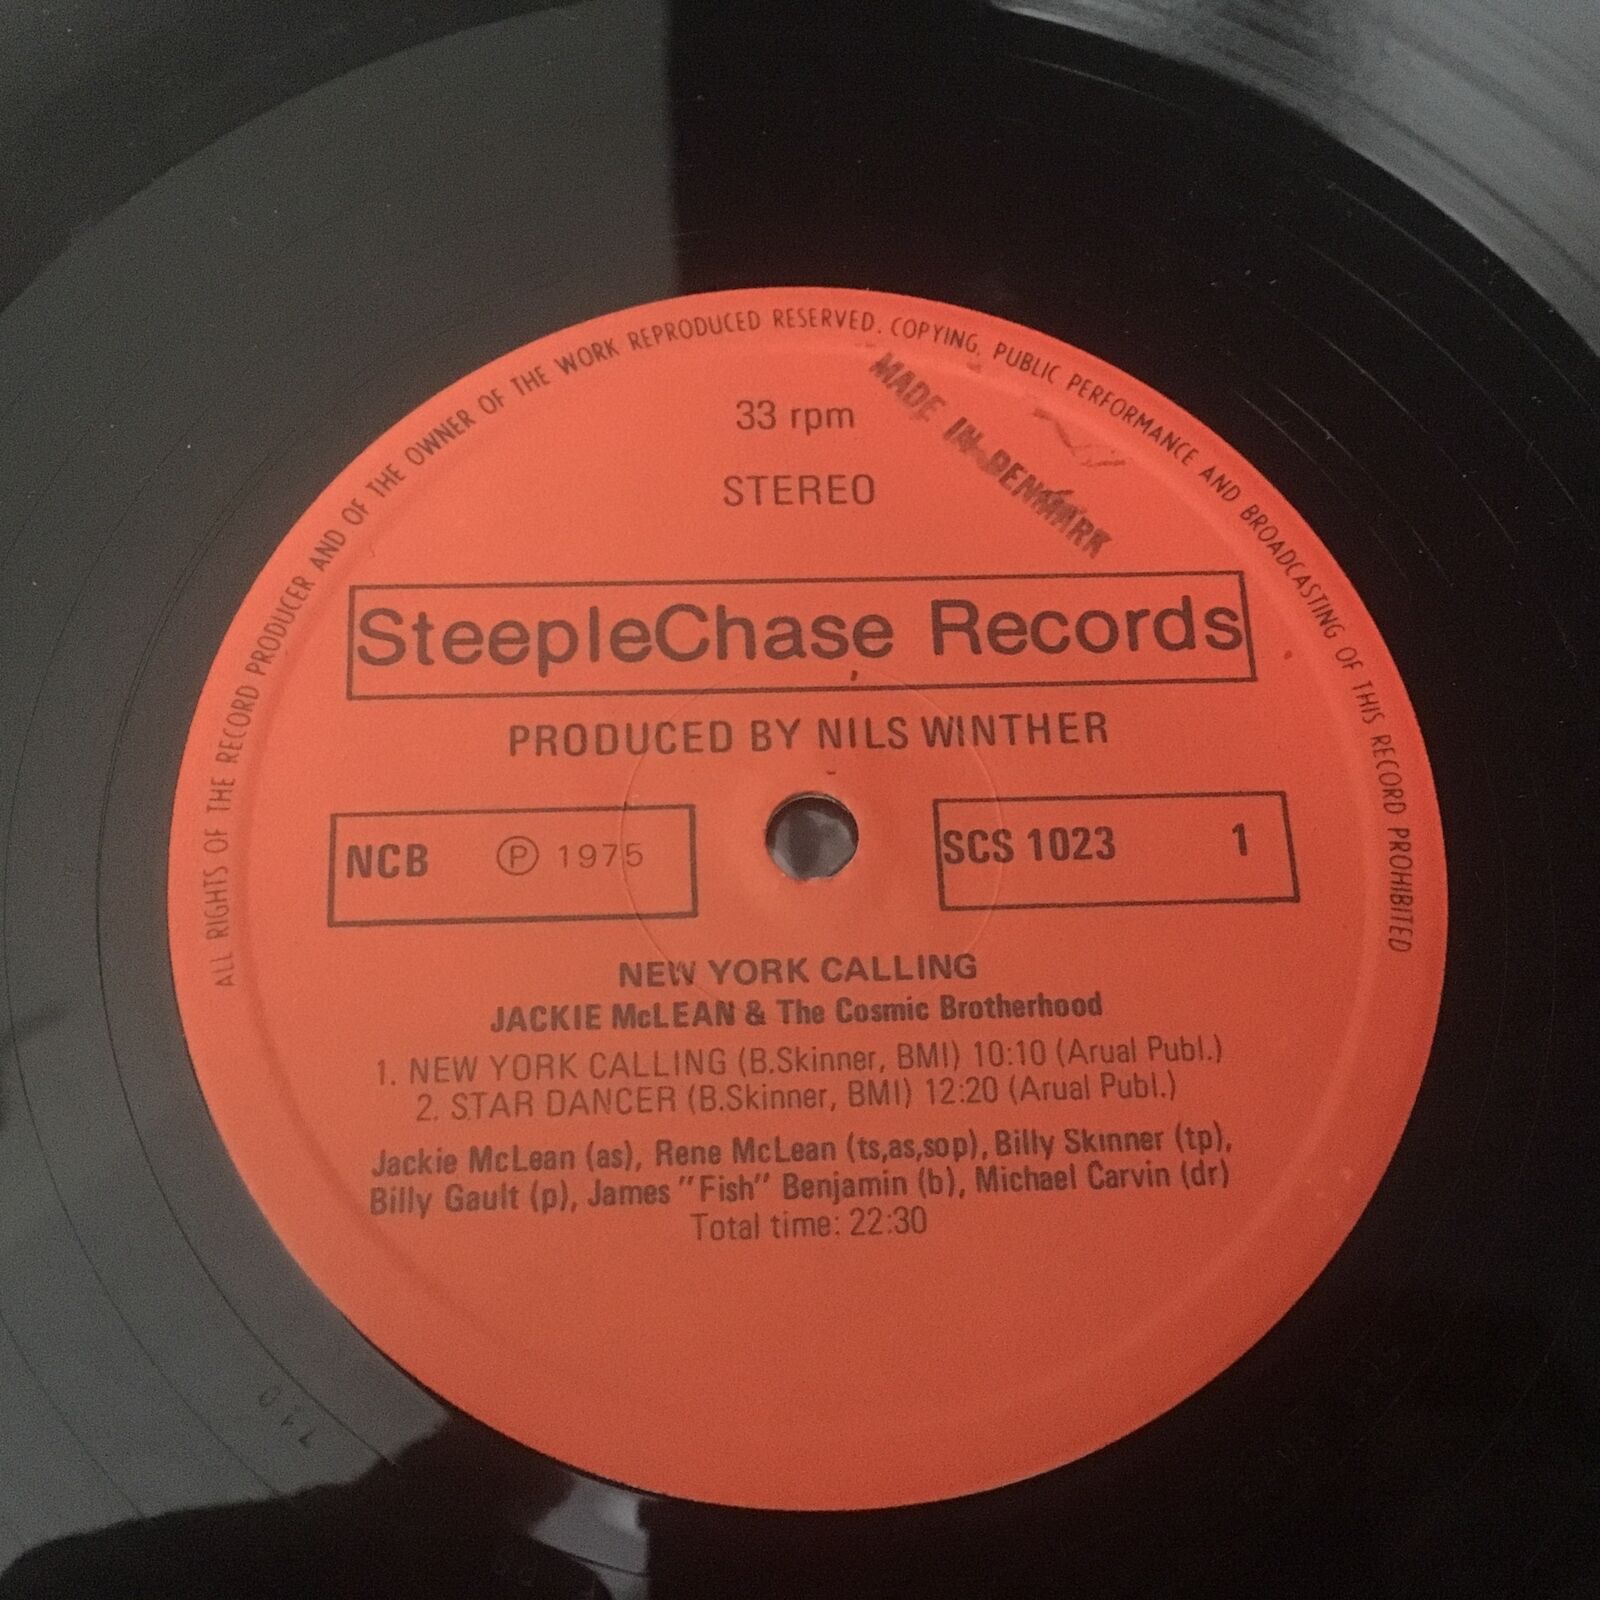 ALL RIGHTS OF THE RECORD PRODUCER AND OF THE OWNER OF THE WORK REPRODUCED RESERVED. COPYING, PUBLIC PERFORMANCE AND BROADCASTING OF THIS RECORD PROHIBITED
33 rpm
MADE IN DENMARK
STEREO
SteepleChase Records
PRODUCED BY NILS WINTHER
NCB Ⓟ 1975
SCS 1023 1
NEW YORK CALLING
JACKIE McLEAN & The Cosmic Brotherhood
1. NEW YORK CALLING (B.Skinner, BMI) 10:10 (Arual Publ.)
2. STAR DANCER (B.Skinner, BMI) 12:20 (Arual Publ.)
Jackie McLean (as), Rene McLean (ts,as,sop), Billy Skinner (tp),
Billy Gault (p), James "Fish" Benjamin (b), Michael Carvin (dr)
Total time: 22:30